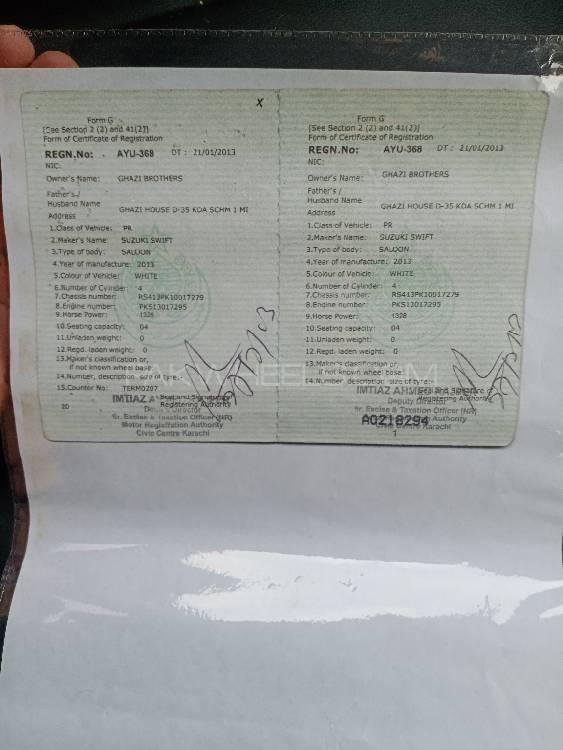 x
Form G
[See Section 2 (2) and 41(2)]
Form of Certificate of Registration
REGN.No: AYU-368 DT : 21/01/2013
NIC:
Owner's Name: GHAZI BROTHERS
Father's /
Husband Name
Address GHAZI HOUSE D-35 KDA SCHM 1 MI
1.Class of Vehicle: PR
2.Maker's Name: SUZUKI SWIFT
3.Type of body: SALOON
4.Year of manufacture: 2013
5.Colour of Vehicle: WHITE
6.Number of Cylinder: 4
7.Chassis number: RS413PK10017279
8.Engine number: PK513017295
9.Horse Power: 1328
10.Seating capacity: 04
11.Unladen weight: 0
12.Regd. laden weight: 0
13.Maker's classification or,
if not known wheel base:
14.Number, description, size of tyre:
15.Counter No: TERM0207
IMTIAZ A
Registering Authority
20
Sr. Excise & Taxation Officer (NR)
Motor Registration Authority
Civic Centre Karachi
Form G
[See Section 2 (2) and 41(2)]
Form of Certificate of Registration
REGN.No: AYU-368 DT : 21/01/2013
NIC:
Owner's Name: GHAZI BROTHERS
Father's /
Husband Name
Address GHAZI HOUSE D-35 KDA SCHM 1 MI
1.Class of Vehicle: PR
2.Maker's Name: SUZUKI SWIFT
3.Type of body: SALOON
4.Year of manufacture: 2013
5.Colour of Vehicle: WHITE
6.Number of Cylinder: 4
7.Chassis number: RS413PK10017279
8.Engine number: PK513017295
9.Horse Power: 1328
10.Seating capacity: 04
11.Unladen weight: 0
12.Regd. laden weight: 0
13.Maker's classification or
if not known wheel base:
14.Number, description size of tyre:
IMTIAZ AHMED Seal and Signature of
Registering Authority
Deputy Director
Sr. Excise & Taxation Officer (NR)
A0218294
Civic Centre Karachi
1